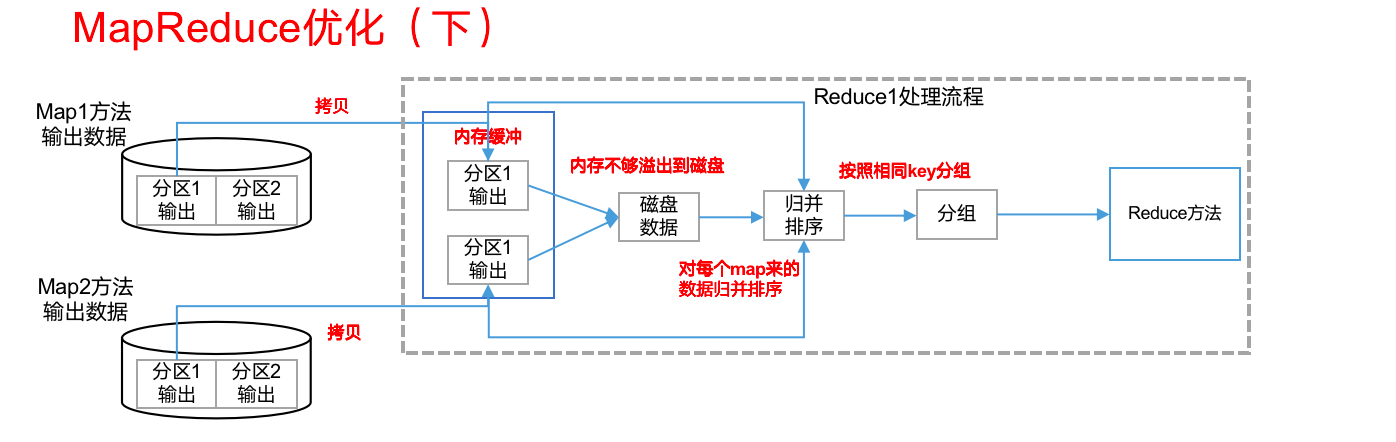 MapReduce优化（下）
Map1方法
输出数据
分区1
输出
分区2
输出
拷贝
Map2方法
输出数据
分区1
输出
分区2
输出
拷贝
Reduce1处理流程
内存缓冲
分区1
输出
分区1
输出
内存不够溢出到磁盘
磁盘
数据
归并
排序
对每个map来的
数据归并排序
按照相同key分组
分组
Reduce方法